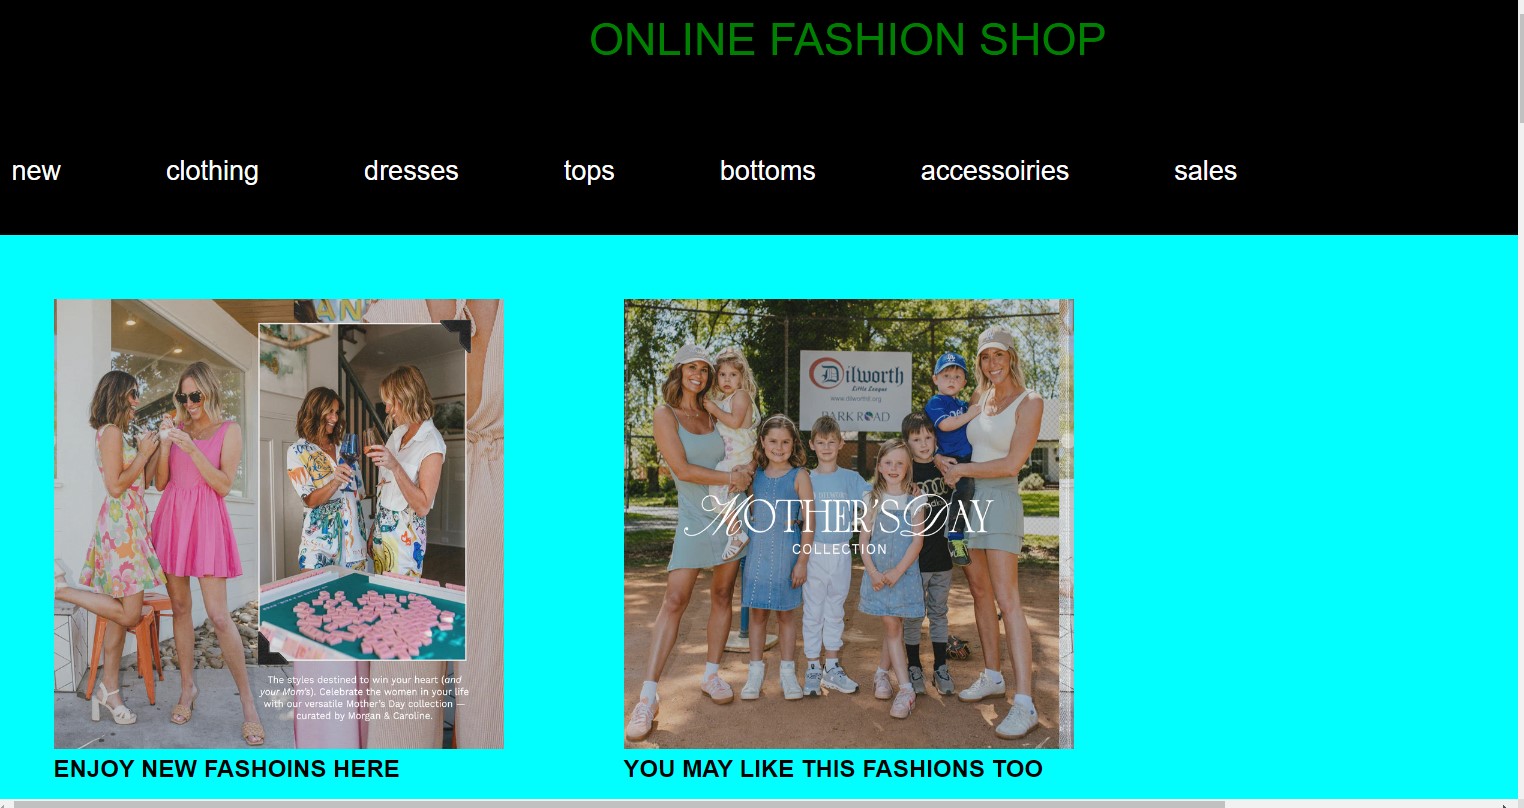 ONLINE FASHION SHOP
new clothing dresses tops bottoms accessoiries sales
AN
The styles destined to win your heart (and
your Mom's). Celebrate the women in your life
with our versatile Mother's Day collection —
curated by Morgan & Caroline.
Dilworth
Little League
www.dilworthll.org
PARK ROAD
MOTHER'S DAY
COLLECTION
ENJOY NEW FASHOINS HERE
YOU MAY LIKE THIS FASHIONS TOO